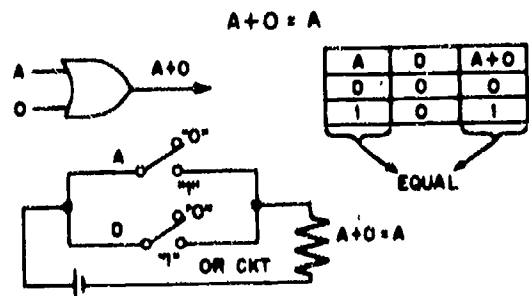 A+0 = A
A
0
A+0
A 0 A+0
0 0 0
1 0 1
EQUAL
A
"0"
"1"
0
"0"
"1"
OR CKT
A+0=A